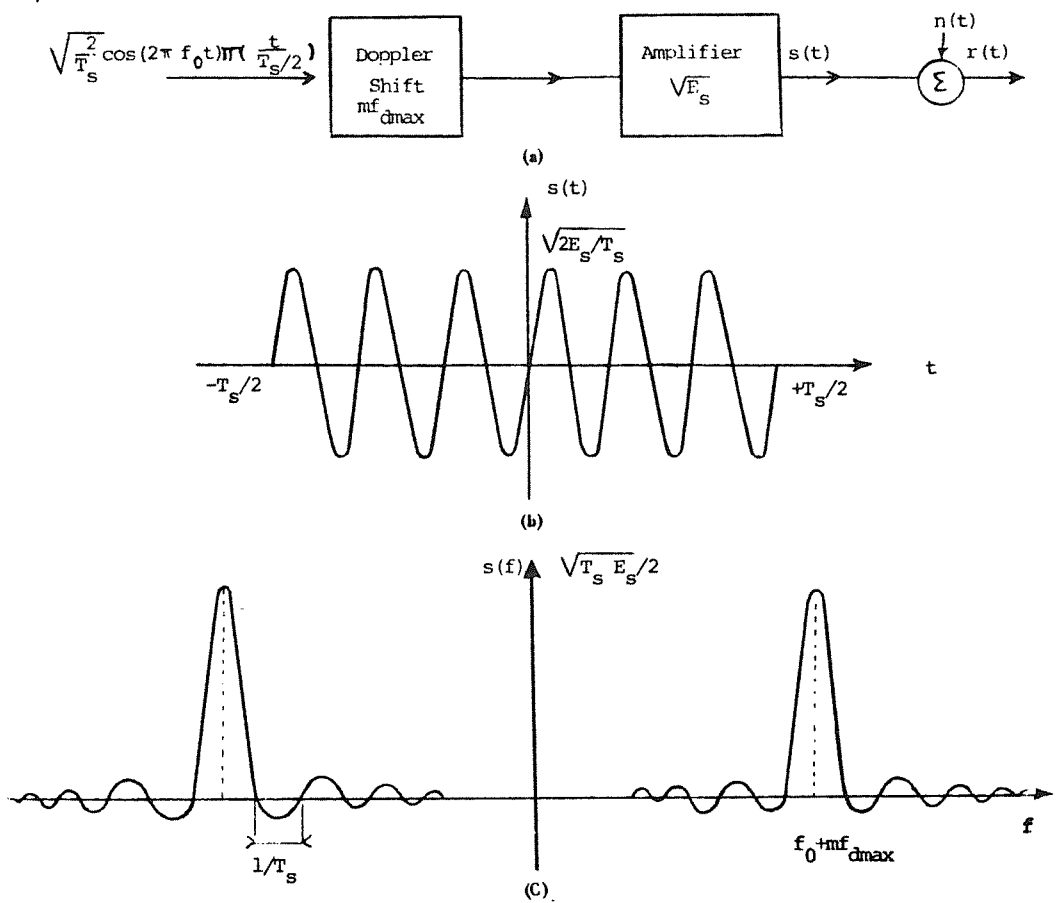 √2/T_s cos(2π f_0 t)Π( t/(T_s/2) )
Doppler
Shift
mf_dmax
Amplifier
√E_s
s(t)
n(t)
Σ
r(t)
(a)
s(t)
√2E_s/T_s
-T_s/2
+T_s/2
t
(b)
s(f)
√T_s E_s/2
1/T_s
f_0+mf_dmax
f
(C)